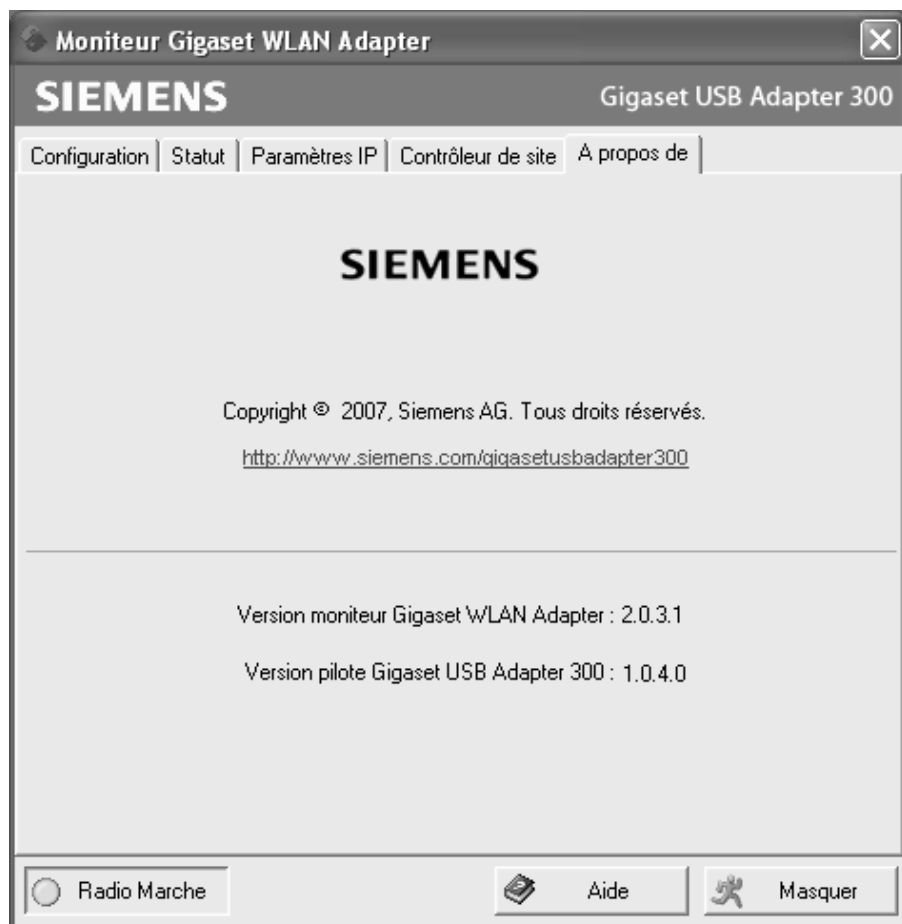 Moniteur Gigaset WLAN Adapter
SIEMENS Gigaset USB Adapter 300
Configuration Statut Paramètres IP Contrôleur de site A propos de
SIEMENS
Copyright © 2007, Siemens AG. Tous droits réservés.
http://www.siemens.com/gigasetusbadapter300
Version moniteur Gigaset WLAN Adapter : 2.0.3.1
Version pilote Gigaset USB Adapter 300 : 1.0.4.0
Radio Marche Aide Masquer